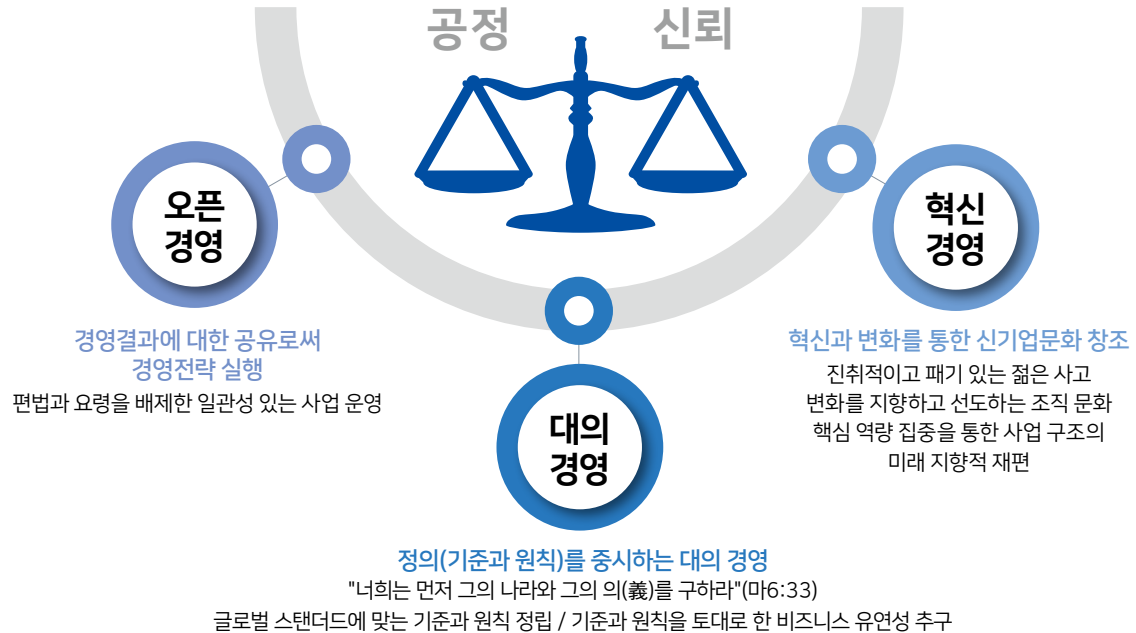 공정
신뢰
오픈
경영
경영결과에 대한 공유로써
경영전략 실행
편법과 요령을 배제한 일관성 있는 사업 운영
대의
경영
정의(기준과 원칙)를 중시하는 대의 경영
"너희는 먼저 그의 나라와 그의 의(義)를 구하라"(마6:33)
글로벌 스탠더드에 맞는 기준과 원칙 정립 / 기준과 원칙을 토대로 한 비즈니스 유연성 추구
혁신
경영
혁신과 변화를 통한 신기업문화 창조
진취적이고 패기 있는 젊은 사고
변화를 지향하고 선도하는 조직 문화
핵심 역량 집중을 통한 사업 구조의
미래 지향적 재편